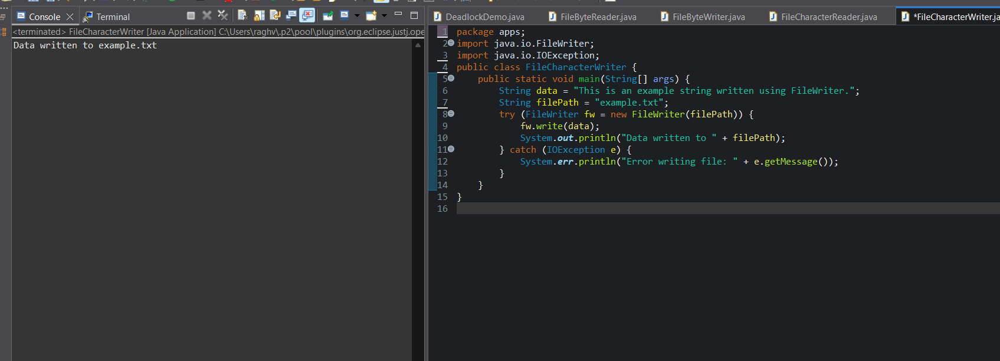 Console
Terminal
<terminated> FileCharacterWriter [Java Application] C:\Users\raghv\.p2\pool\plugins\org.eclipse.justj.ope
Data written to example.txt
DeadlockDemo.java
FileByteReader.java
FileByteWriter.java
FileCharacterReader.java
*FileCharacterWriter.ja
1 package apps;
2 import java.io.FileWriter;
3 import java.io.IOException;
4 public class FileCharacterWriter {
5     public static void main(String[] args) {
6         String data = "This is an example string written using FileWriter.";
7         String filePath = "example.txt";
8         try (FileWriter fw = new FileWriter(filePath)) {
9             fw.write(data);
10             System.out.println("Data written to " + filePath);
11         } catch (IOException e) {
12             System.err.println("Error writing file: " + e.getMessage());
13         }
14     }
15 }
16